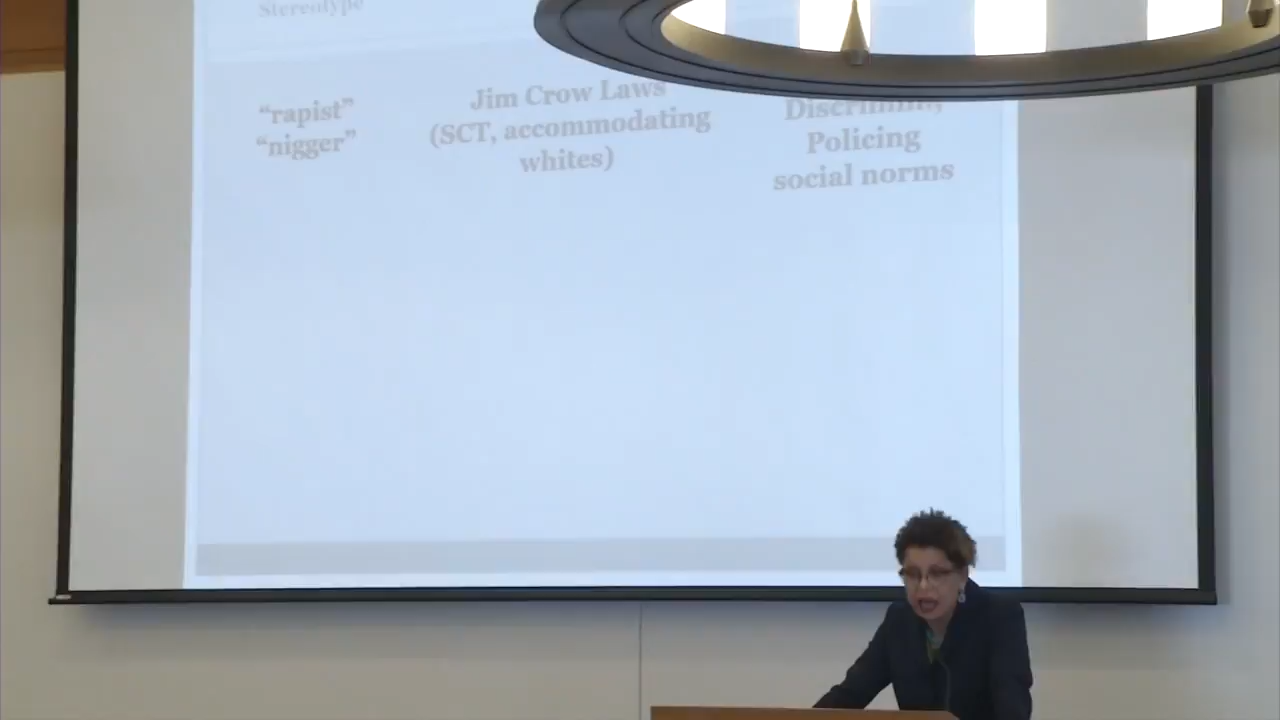 Stereotype
“rapist”
“nigger”
Jim Crow Laws
(SCT, accommodating
whites)
Policing
social norms